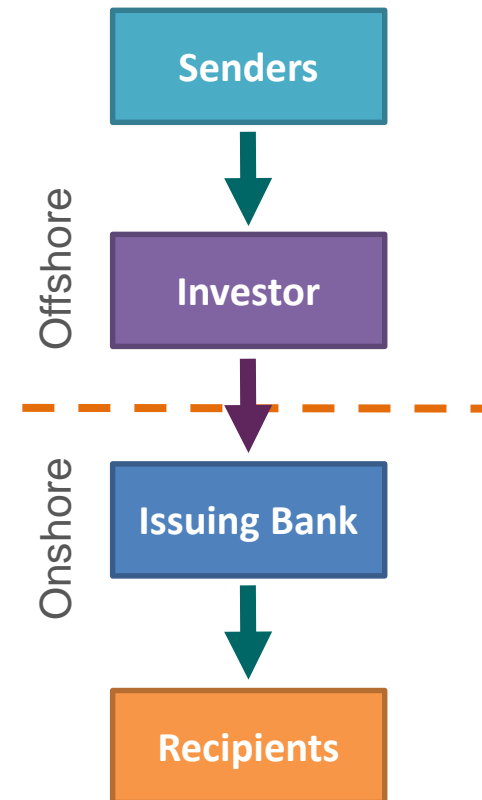 Senders
Offshore
Investor
Onshore
Issuing Bank
Recipients